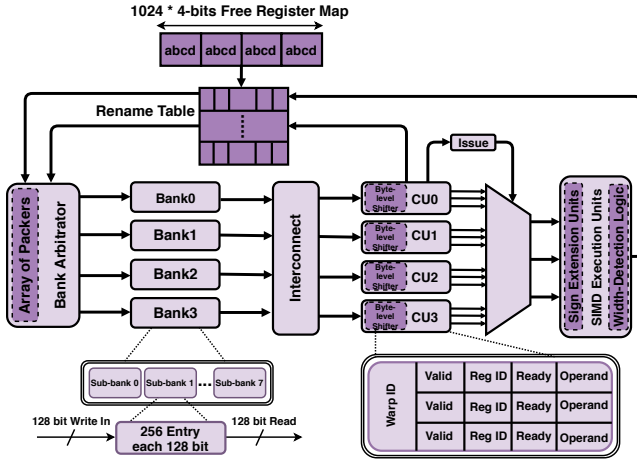 1024 * 4-bits Free Register Map
abcd abcd abcd abcd
Rename Table
Issue
Array of Packers
Bank Arbitrator
Bank0
Bank1
Bank2
Bank3
Interconnect
Byte-
level
Shifter
CU0
Byte-
level
Shifter
CU1
Byte-
level
Shifter
CU2
Byte-
level
Shifter
CU3
Sign Extension Units
SIMD Execution Units
Width-Detection Logic
Sub-bank 0 Sub-bank 1 ... Sub-bank 7
128 bit Write In
256 Entry
each 128 bit
128 bit Read
Warp ID
Valid Reg ID Ready Operand
Valid Reg ID Ready Operand
Valid Reg ID Ready Operand